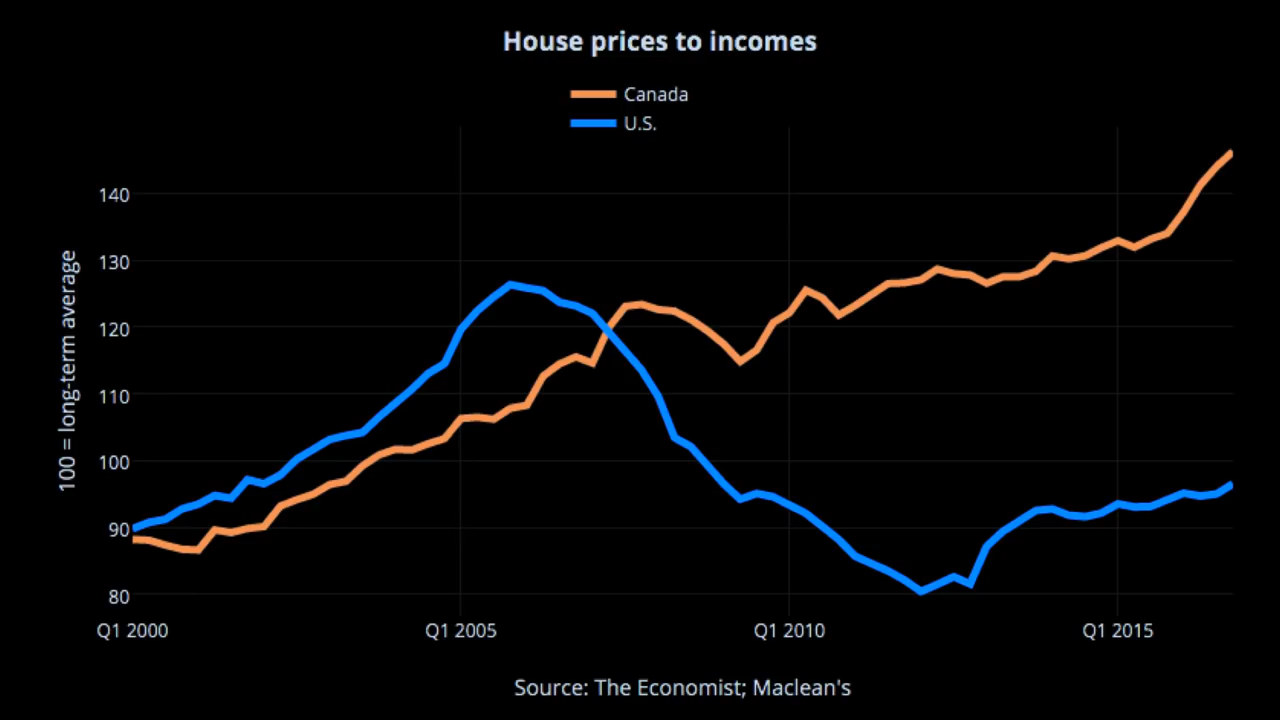 House prices to incomes
Canada
U.S.
140
130
120
110
100
90
80
100 = long-term average
Q1 2000
Q1 2005
Q1 2010
Q1 2015
Source: The Economist; Maclean's